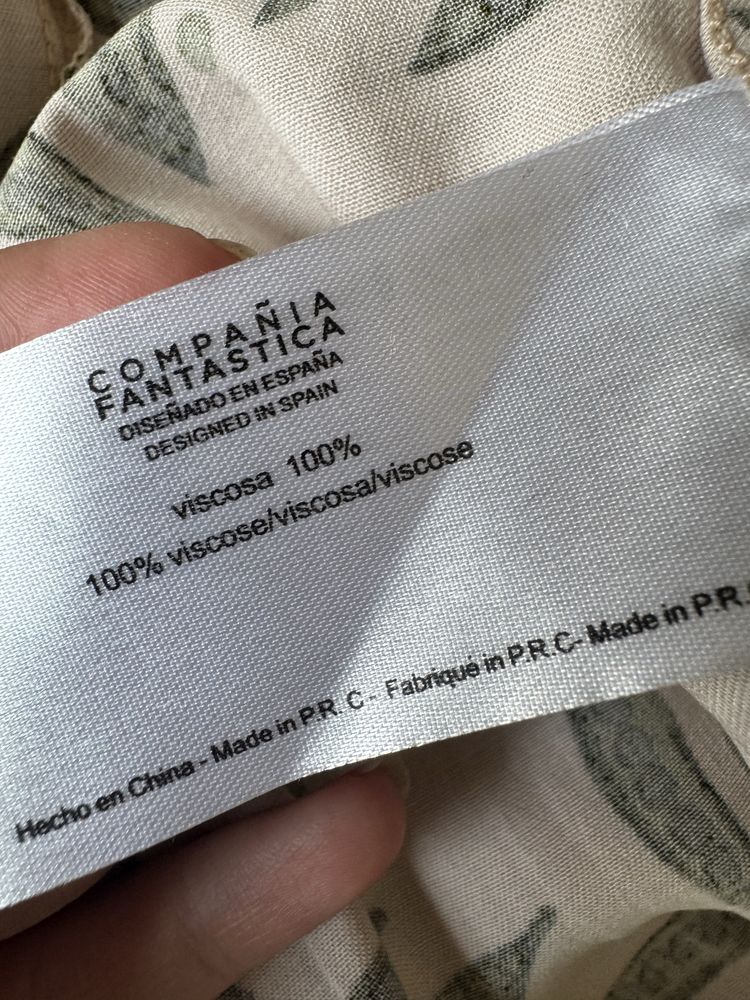 COMPAÑIA
FANTASTICA
DISEÑADO EN ESPAÑA
DESIGNED IN SPAIN
viscosa 100%
100% viscose/viscosa/viscose
Hecho en China - Made in P.R. C - Fabriqué in P.R.C- Made in P.R.